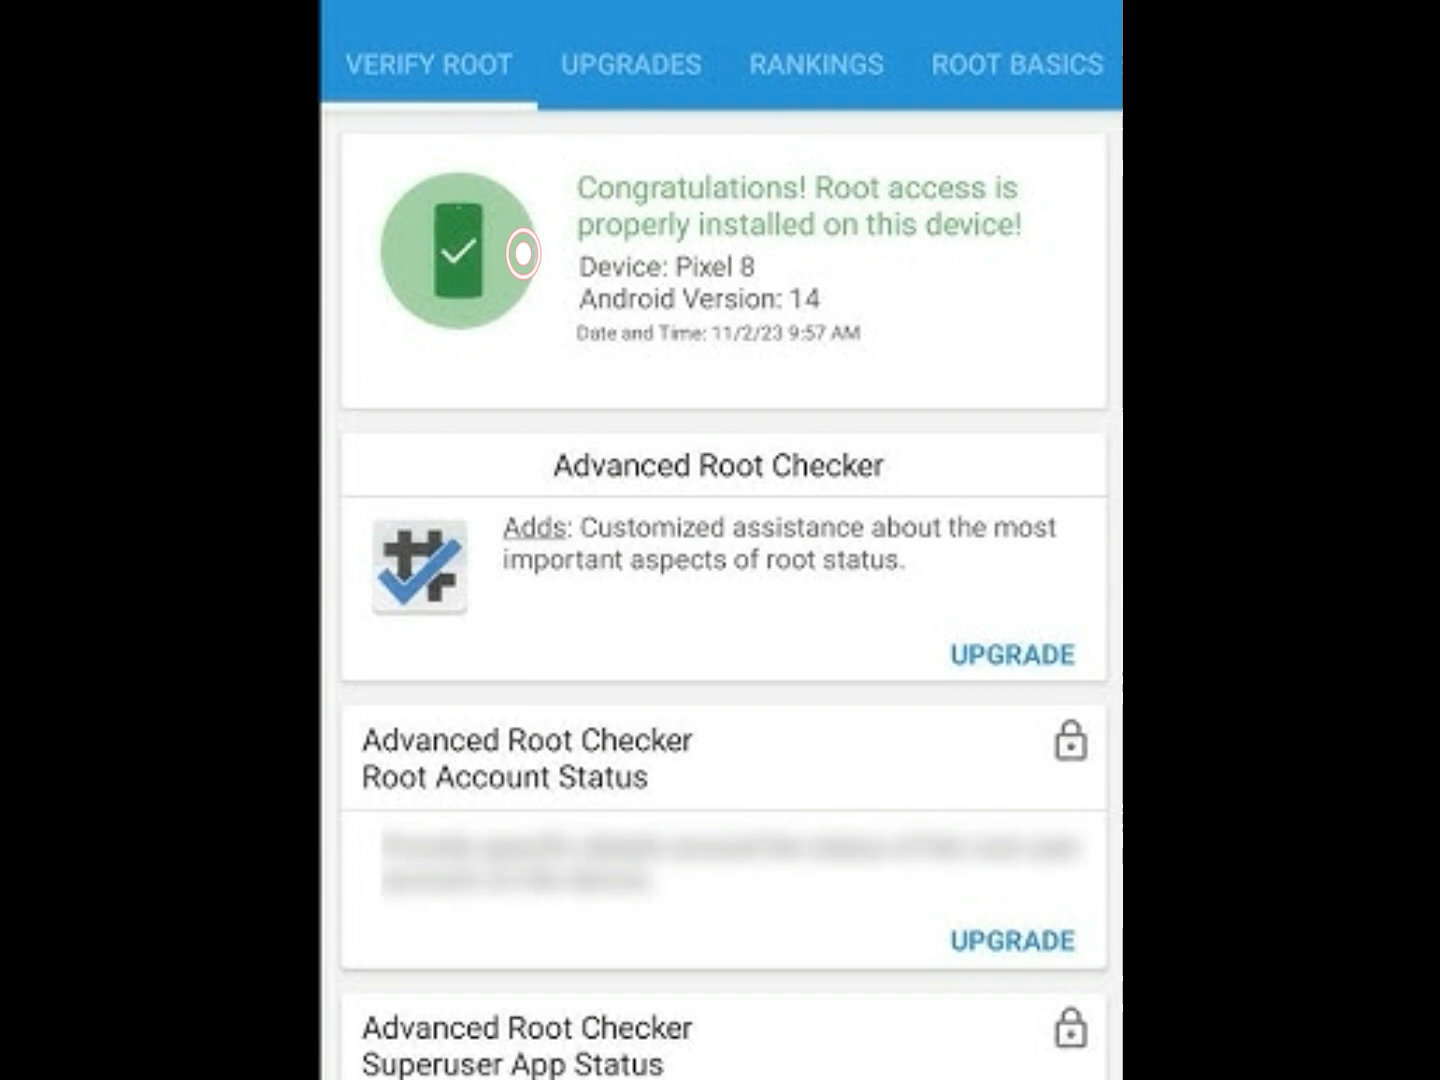 VERIFY ROOT UPGRADES RANKINGS ROOT BASICS
Congratulations! Root access is
properly installed on this device!
Device: Pixel 8
Android Version: 14
Date and Time: 11/2/23 9:57 AM
Advanced Root Checker
Adds: Customized assistance about the most
important aspects of root status.
UPGRADE
Advanced Root Checker
Root Account Status
UPGRADE
Advanced Root Checker
Superuser App Status